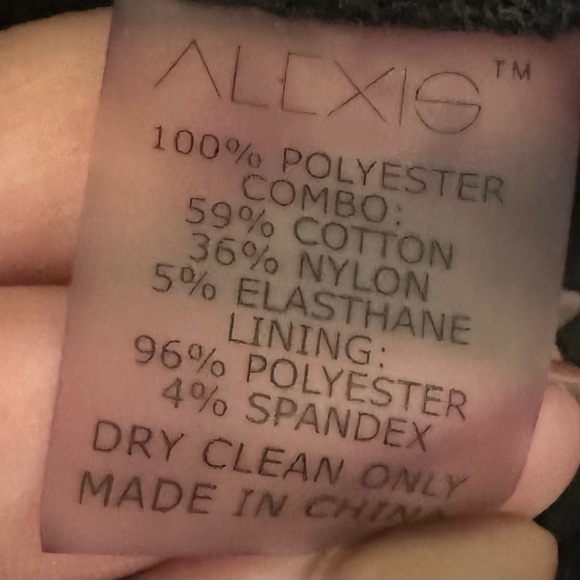 ALEXIS™
100% POLYESTER
COMBO:
59% COTTON
36% NYLON
5% ELASTHANE
LINING:
96% POLYESTER
4% SPANDEX
DRY CLEAN ONLY
MADE IN CHINA